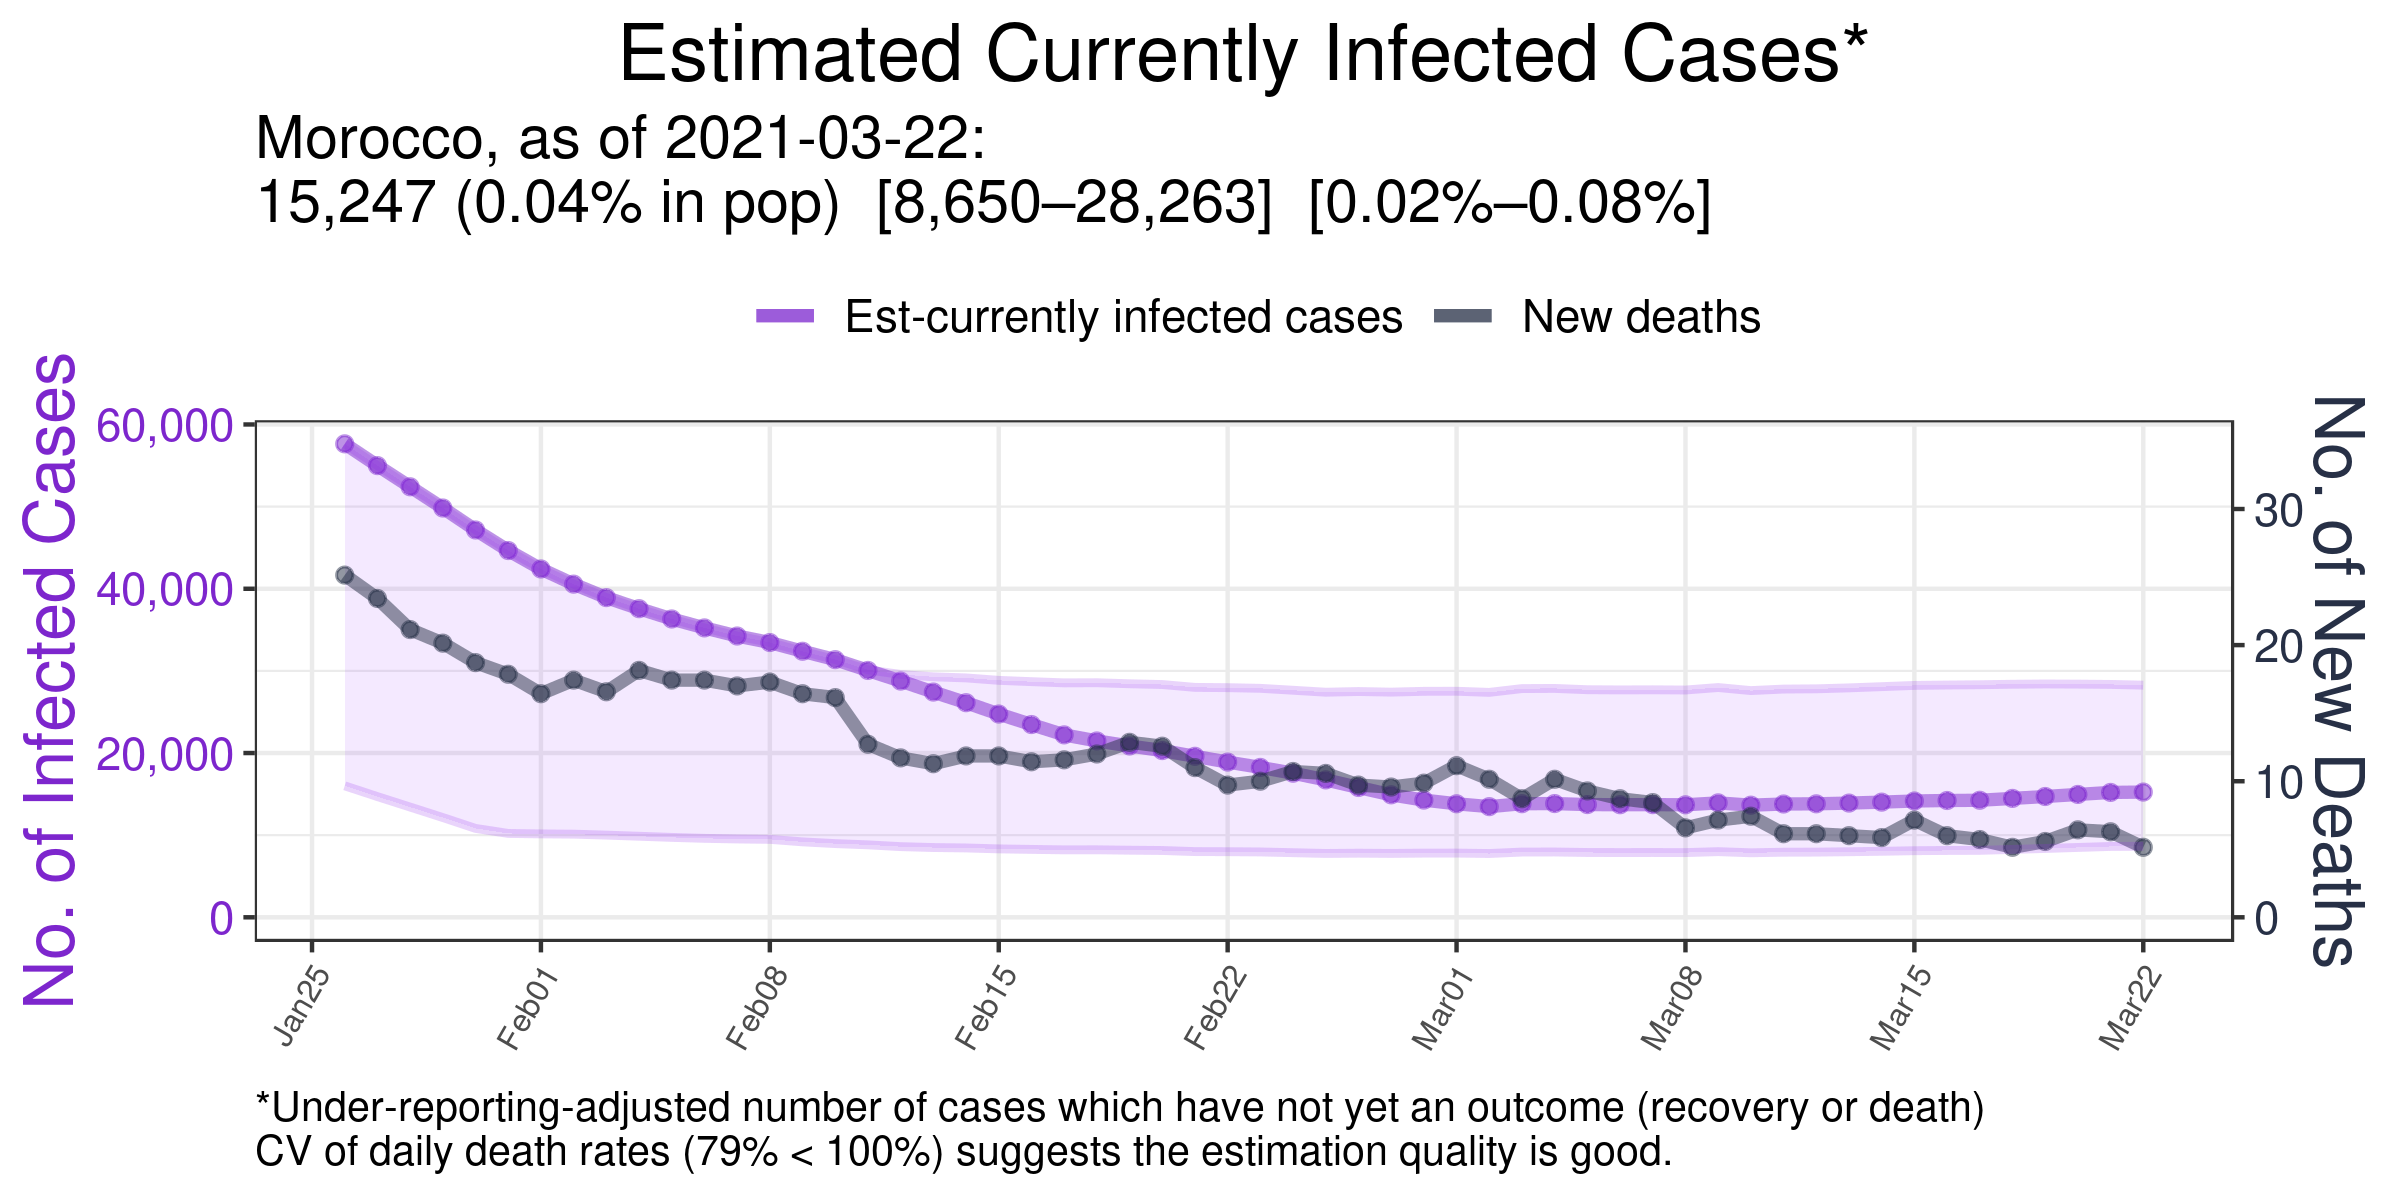 Estimated Currently Infected Cases*
Morocco, as of 2021-03-22:
15,247 (0.04% in pop)  [8,650–28,263]  [0.02%–0.08%]
Est-currently infected cases
New deaths
No. of Infected Cases
60,000
40,000
20,000
0
No. of New Deaths
30
20
10
0
Jan25
Feb01
Feb08
Feb15
Feb22
Mar01
Mar08
Mar15
Mar22
*Under-reporting-adjusted number of cases which have not yet an outcome (recovery or death)
CV of daily death rates (79% < 100%) suggests the estimation quality is good.